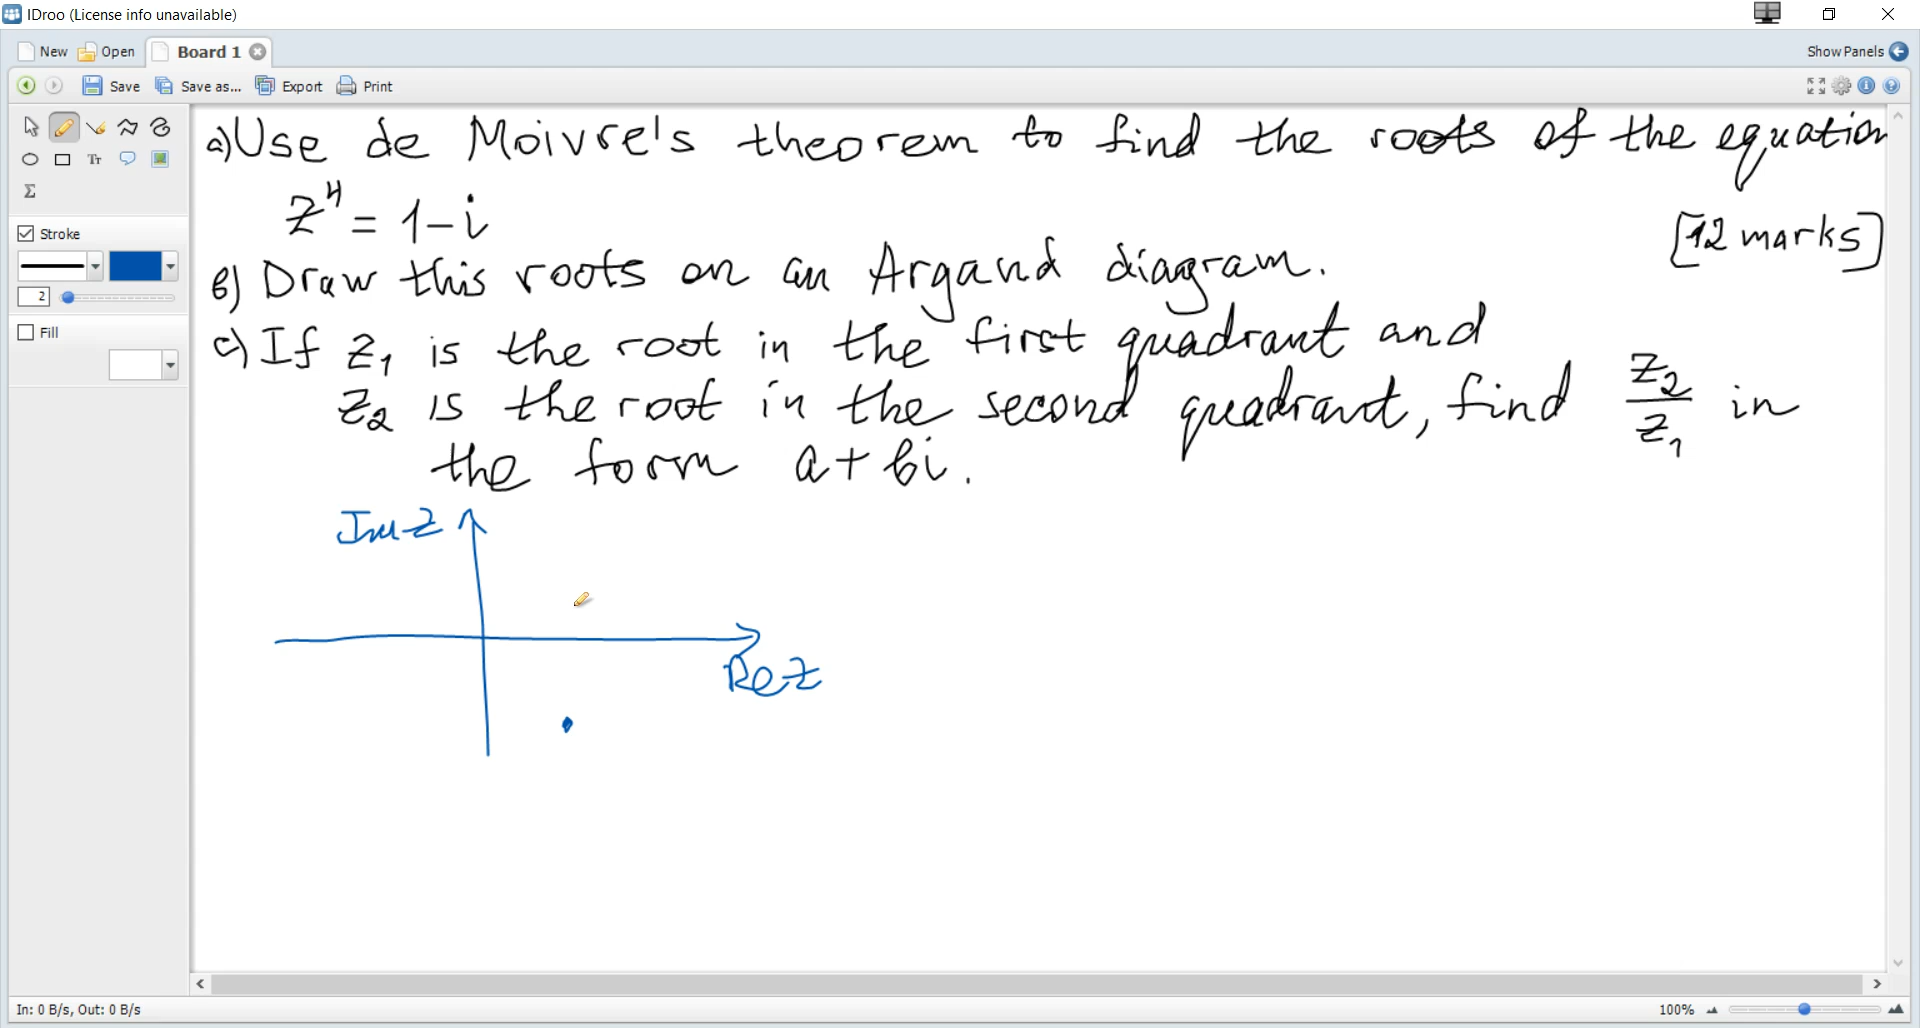 IDroo (License info unavailable)
New Open Board 1 Show Panels
Save Save as... Export Print
Tt
Σ
Stroke
2
Fill
a) Use de Moivre's theorem to find the roots of the equation
z⁴ = 1-i
[12 marks]
b) Draw this roots on an Argand diagram.
c) If z₁ is the root in the first quadrant and
z₂ is the root in the second quadrant, find z₂/z₁ in
the form a+bi.
Im z
Re z
In: 0 B/s, Out: 0 B/s 100%